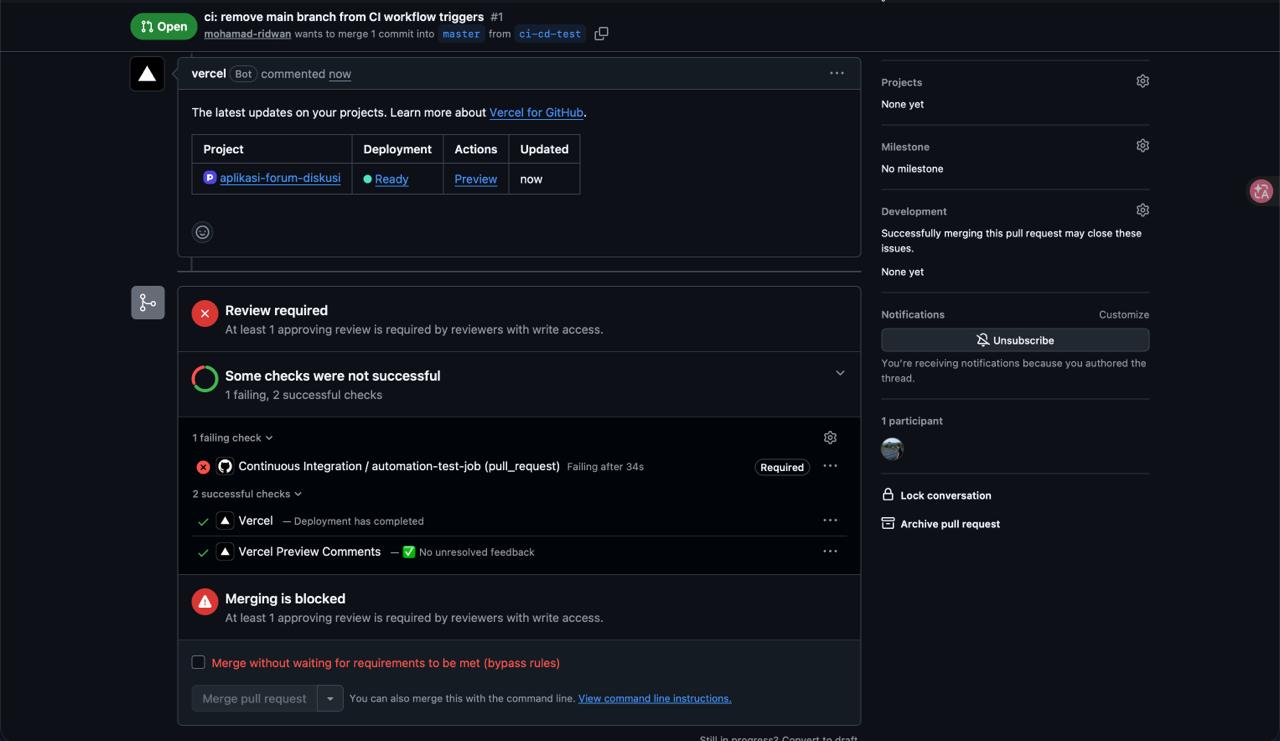 Open
ci: remove main branch from CI workflow triggers #1
mohamad-ridwan wants to merge 1 commit into master from ci-cd-test
vercel Bot commented now
The latest updates on your projects. Learn more about Vercel for GitHub.
Project Deployment Actions Updated
P aplikasi-forum-diskusi Ready Preview now
Review required
At least 1 approving review is required by reviewers with write access.
Some checks were not successful
1 failing, 2 successful checks
1 failing check
Continuous Integration / automation-test-job (pull_request) Failing after 34s Required
2 successful checks
Vercel — Deployment has completed
Vercel Preview Comments — ✅ No unresolved feedback
Merging is blocked
At least 1 approving review is required by reviewers with write access.
Merge without waiting for requirements to be met (bypass rules)
Merge pull request You can also merge this with the command line. View command line instructions.
Still in progress? Convert to draft
Projects
None yet
Milestone
No milestone
Development
Successfully merging this pull request may close these
issues.
None yet
Notifications Customize
Unsubscribe
You're receiving notifications because you authored the
thread.
1 participant
Lock conversation
Archive pull request